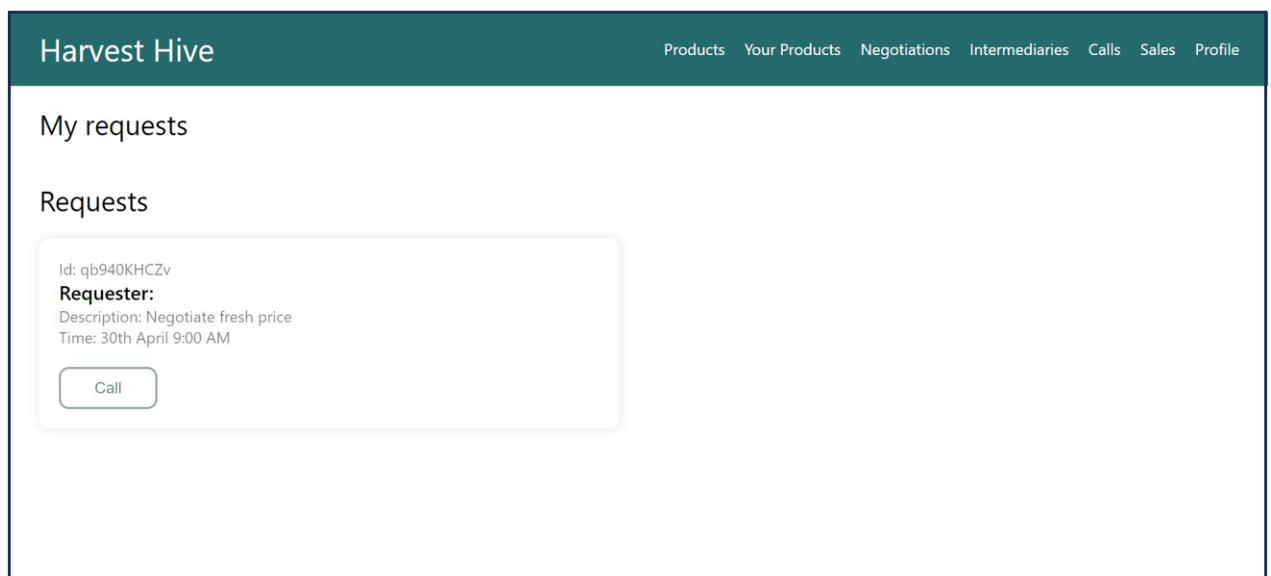 Harvest Hive
Products Your Products Negotiations Intermediaries Calls Sales Profile
My requests
Requests
Id: qb940KHCZv
Requester:
Description: Negotiate fresh price
Time: 30th April 9:00 AM
Call